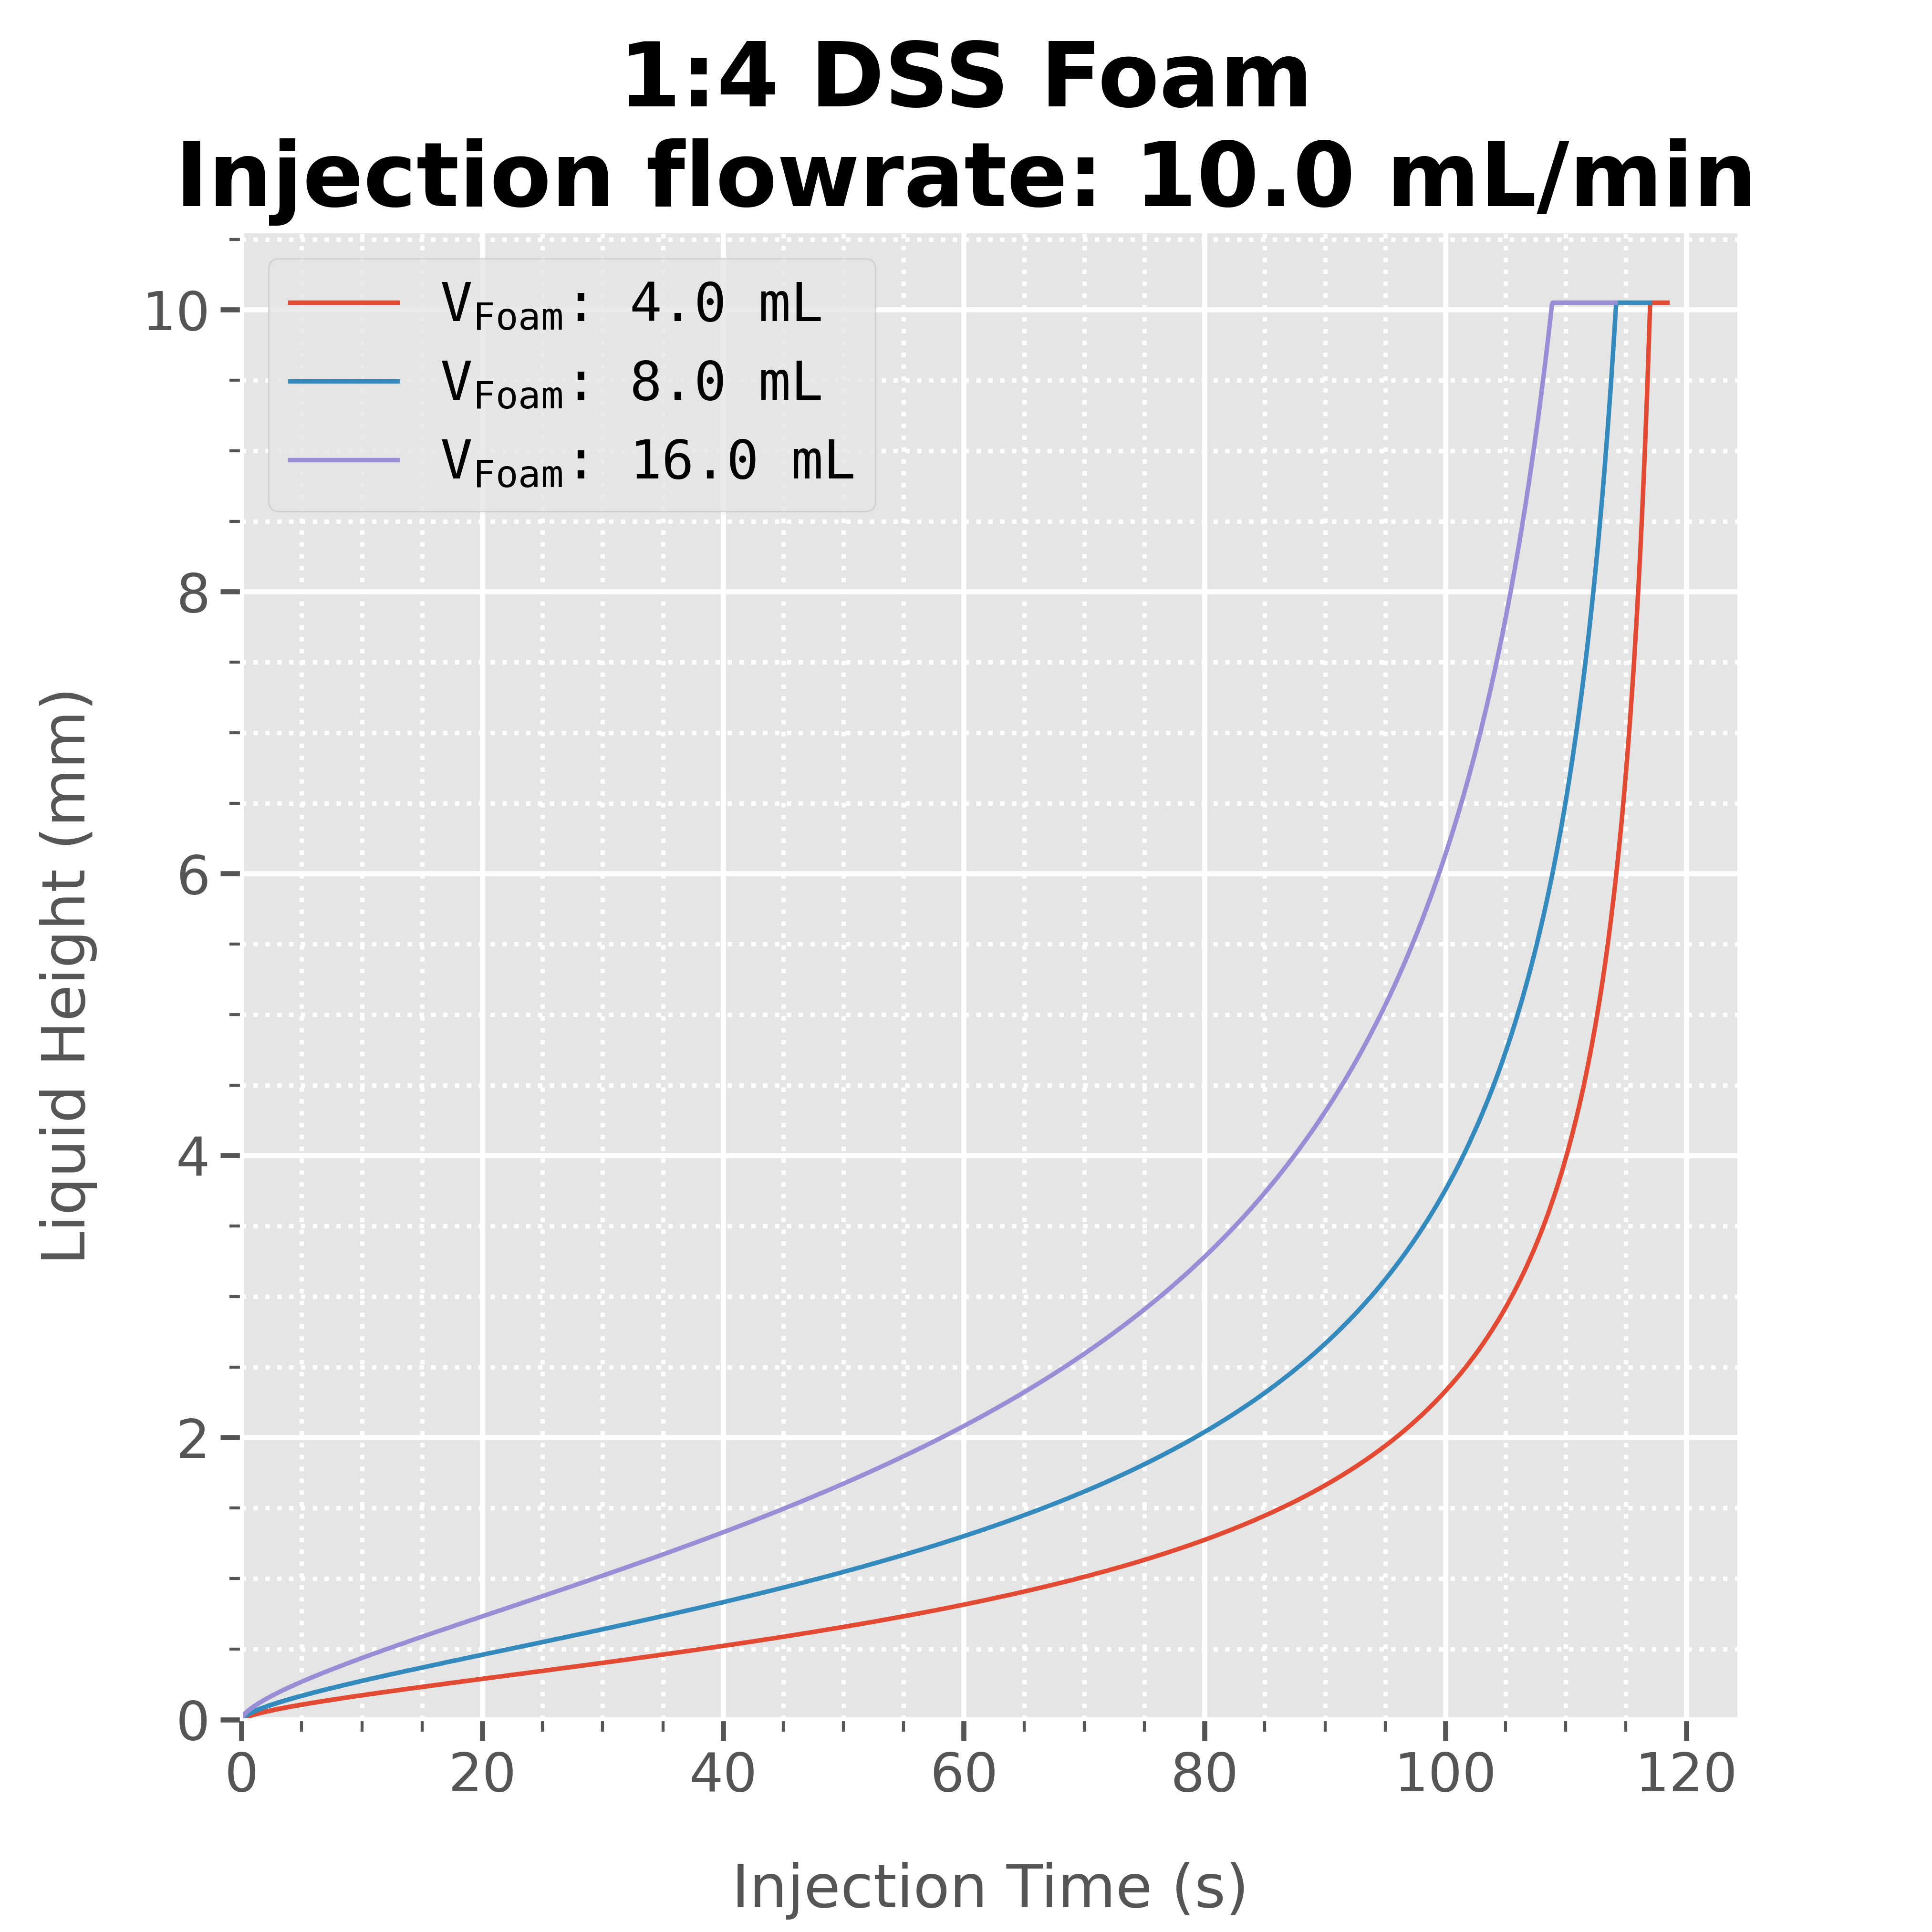 1:4 DSS Foam
Injection flowrate: 10.0 mL/min
V_Foam: 4.0 mL
V_Foam: 8.0 mL
V_Foam: 16.0 mL
10
8
6
4
2
0
Liquid Height (mm)
0 20 40 60 80 100 120
Injection Time (s)